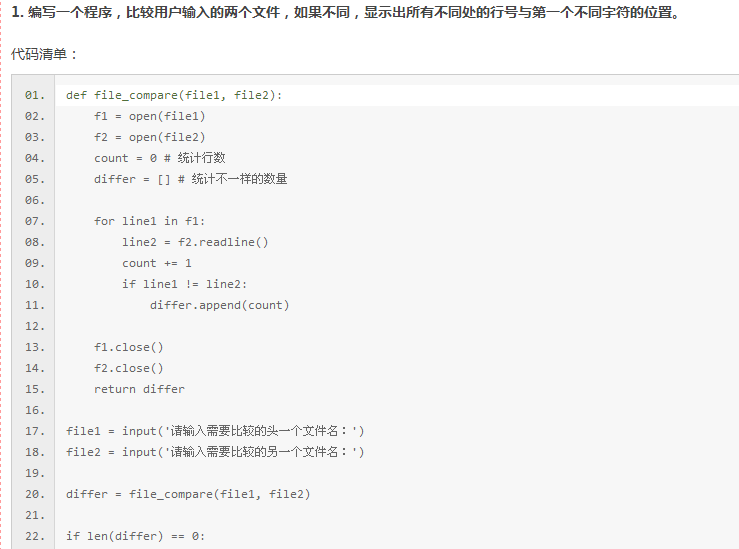 1. 编写一个程序，比较用户输入的两个文件，如果不同，显示出所有不同处的行号与第一个不同字符的位置。
代码清单：
01. def file_compare(file1, file2):
02.     f1 = open(file1)
03.     f2 = open(file2)
04.     count = 0 # 统计行数
05.     differ = [] # 统计不一样的数量
06.
07.     for line1 in f1:
08.         line2 = f2.readline()
09.         count += 1
10.         if line1 != line2:
11.             differ.append(count)
12.
13.     f1.close()
14.     f2.close()
15.     return differ
16.
17. file1 = input('请输入需要比较的头一个文件名：')
18. file2 = input('请输入需要比较的另一个文件名：')
19.
20. differ = file_compare(file1, file2)
21.
22. if len(differ) == 0: